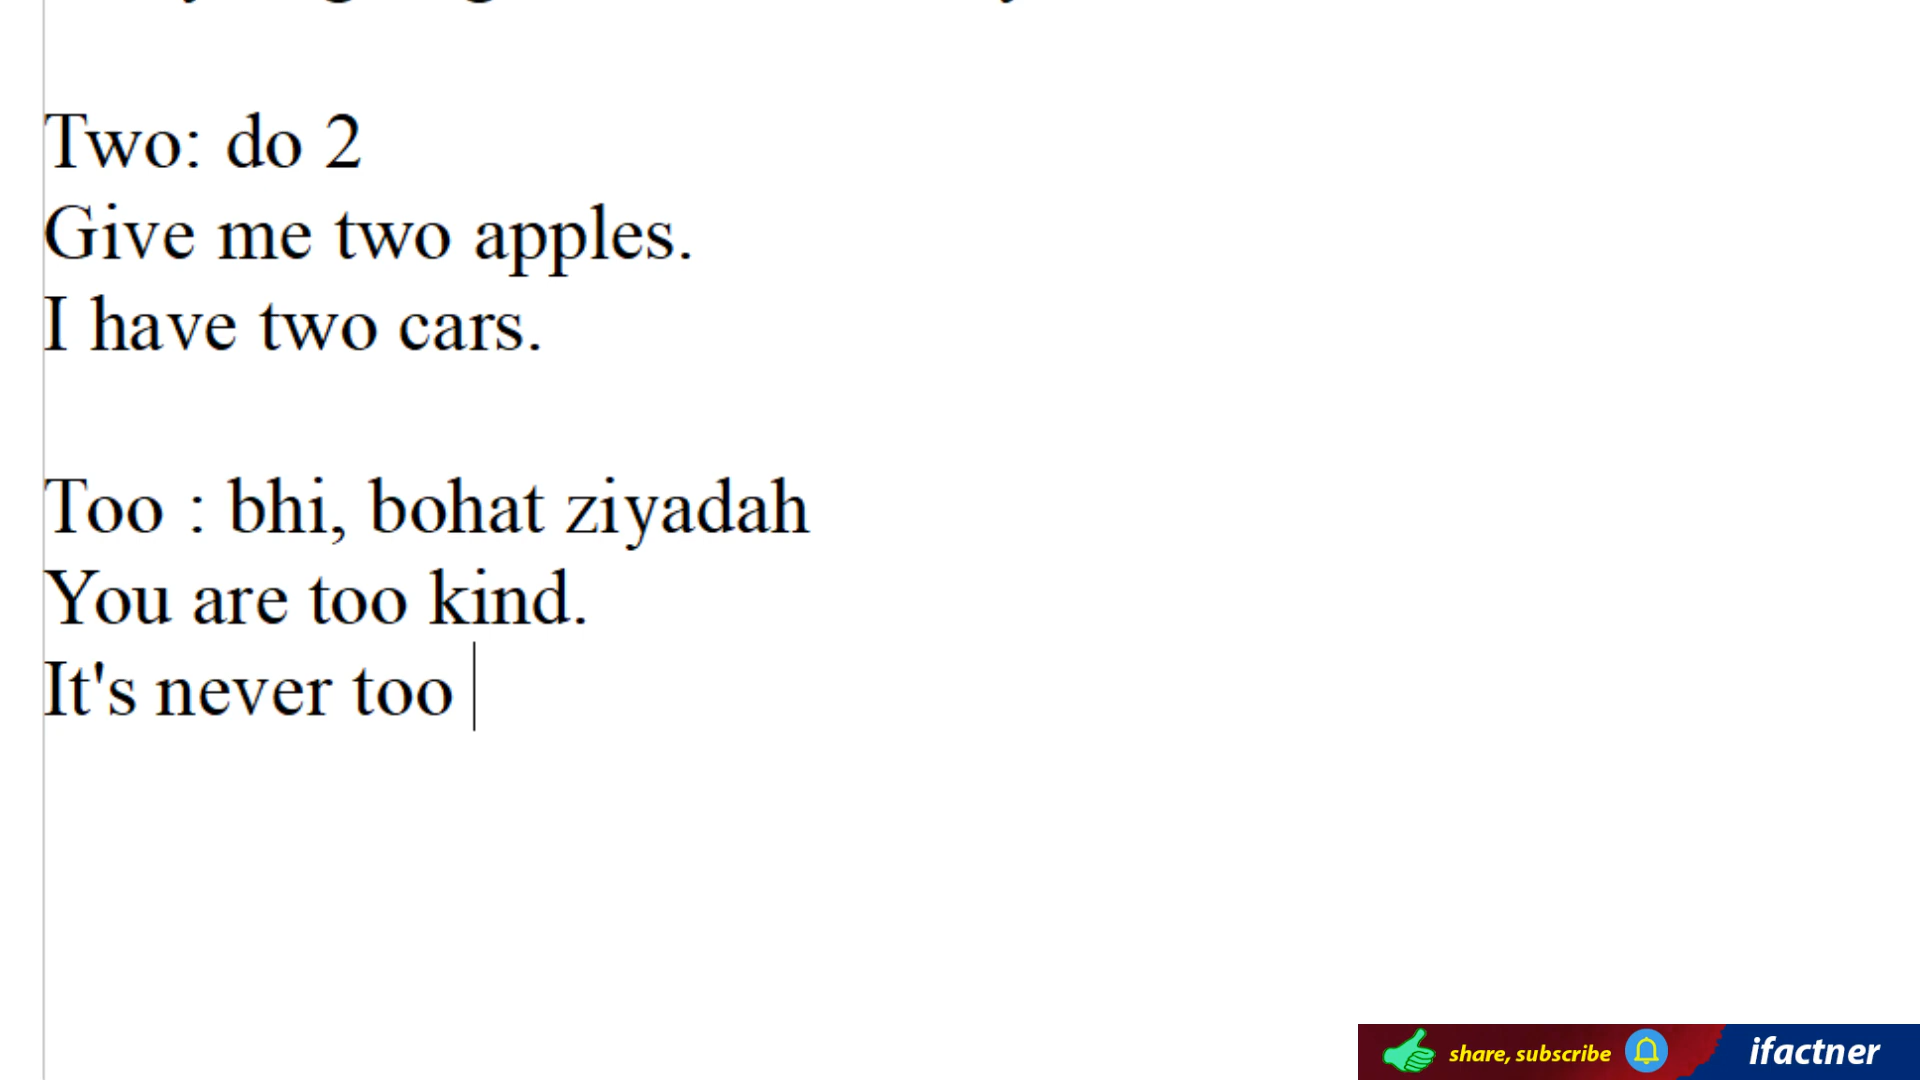 Two: do 2
Give me two apples.
I have two cars.
Too : bhi, bohat ziyadah
You are too kind.
It's never too
share, subscribe
ifactner